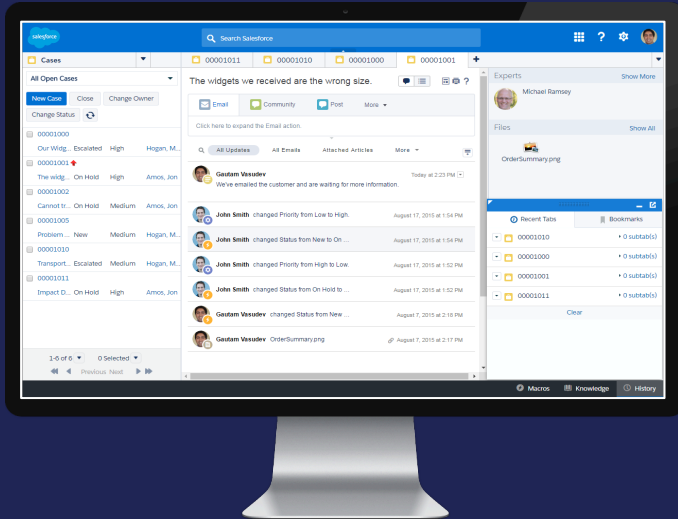 salesforce
Search Salesforce
?
Cases
00001011
00001010
00001000
00001001
+
All Open Cases
New Case Close Change Owner
Change Status
00001000
Our Widg... Escalated High Hogan, M...
00001001
The widg... On Hold High Amos, Jon
00001002
Cannot tr... On Hold Medium Amos, Jon
00001005
Problem ... New Medium Hogan, M...
00001010
Transport... Escalated Medium Hogan, M...
00001011
Impact D... On Hold High Amos, Jon
1-6 of 6 0 Selected
Previous Next
The widgets we received are the wrong size.
?
Email Community Post More
Click here to expand the Email action.
All Updates All Emails Attached Articles More
Gautam Vasudev Today at 2:23 PM
We've emailed the customer and are waiting for more information.
John Smith changed Priority from Low to High. August 17, 2015 at 1:54 PM
John Smith changed Status from New to On ... August 17, 2015 at 1:54 PM
John Smith changed Priority from High to Low. August 17, 2015 at 1:52 PM
John Smith changed Status from On Hold to ... August 17, 2015 at 1:52 PM
Gautam Vasudev changed Status from New ... August 7, 2015 at 2:18 PM
Gautam Vasudev OrderSummary.png August 7, 2015 at 2:17 PM
Experts Show More
Michael Ramsey
Files Show All
OrderSummary.png
Recent Tabs Bookmarks
00001010 0 subtab(s)
00001000 0 subtab(s)
00001001 0 subtab(s)
00001011 0 subtab(s)
Clear
Macros Knowledge History